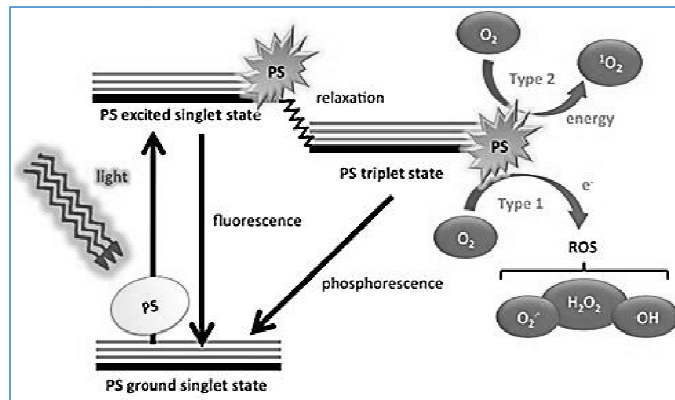 O₂
PS
¹O₂
Type 2
relaxation
energy
PS excited singlet state
PS
PS triplet state
light
e⁻
Type 1
fluorescence
O₂
ROS
phosphorescence
PS
H₂O₂
O₂·⁻
·OH
PS ground singlet state